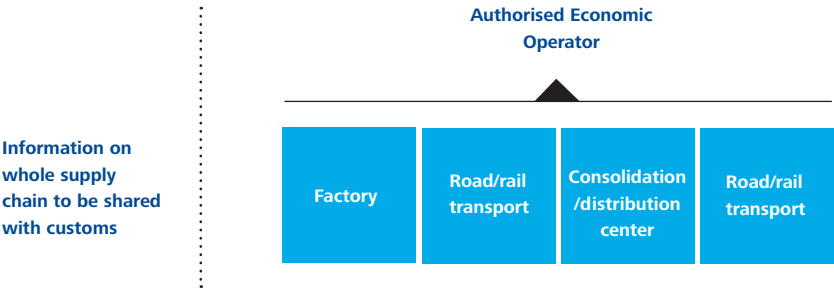 Authorised Economic
Operator
Information on
whole supply
chain to be shared
with customs
Factory
Road/rail
transport
Consolidation
/distribution
center
Road/rail
transport